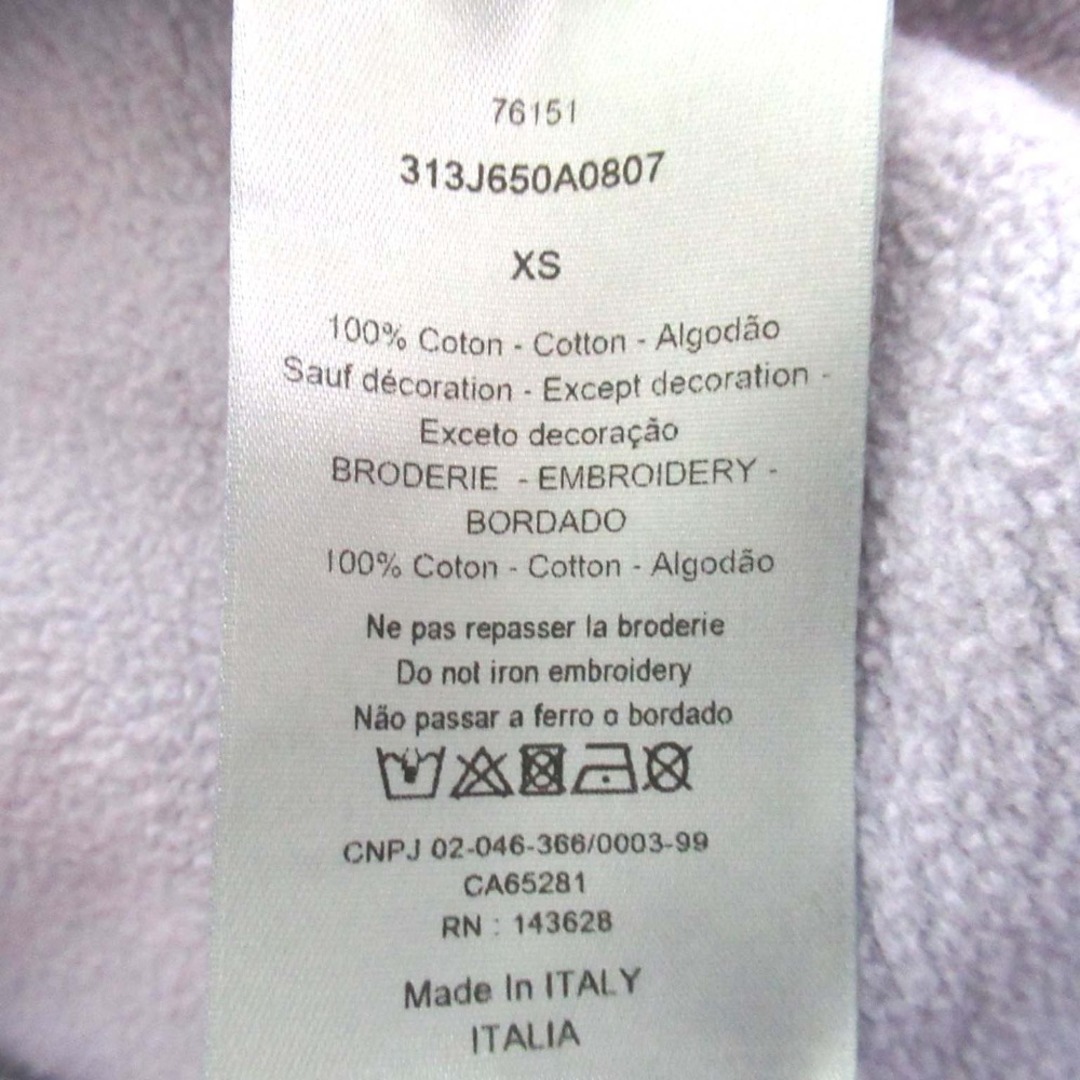 76151
313J650A0807
XS
100% Coton - Cotton - Algodão
Sauf décoration - Except decoration -
Exceto decoração
BRODERIE - EMBROIDERY -
BORDADO
100% Coton - Cotton - Algodão
Ne pas repasser la broderie
Do not iron embroidery
Não passar a ferro o bordado
CNPJ 02-046-366/0003-99
CA65281
RN : 143628
Made In ITALY
ITALIA